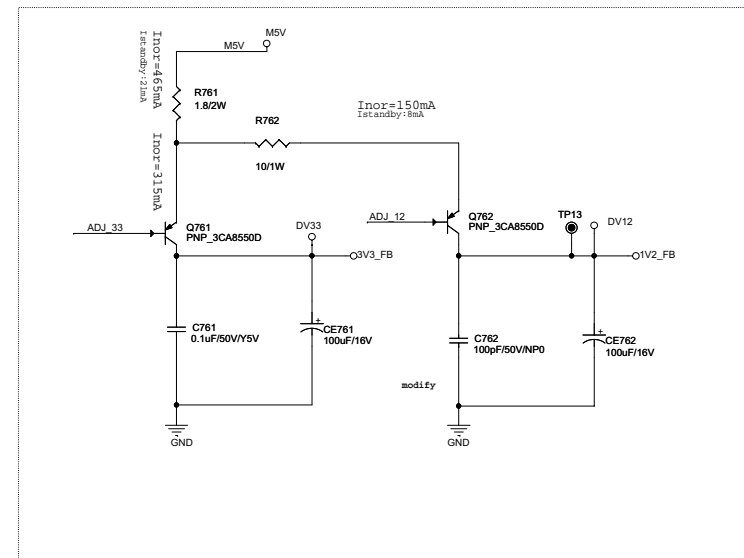 M5V
M5V
Inor=465mA
Istandby:21mA
R761
1.8/2W
R762
10/1W
Inor=150mA
Istandby:8mA
Inor=315mA
ADJ_33
Q761
PNP_3CA8550D
DV33
3V3_FB
ADJ_12
Q762
PNP_3CA8550D
TP13
DV12
1V2_FB
C761
0.1uF/50V/Y5V
+
CE761
100uF/16V
C762
100pF/50V/NP0
+
CE762
100uF/16V
modify
GND
GND